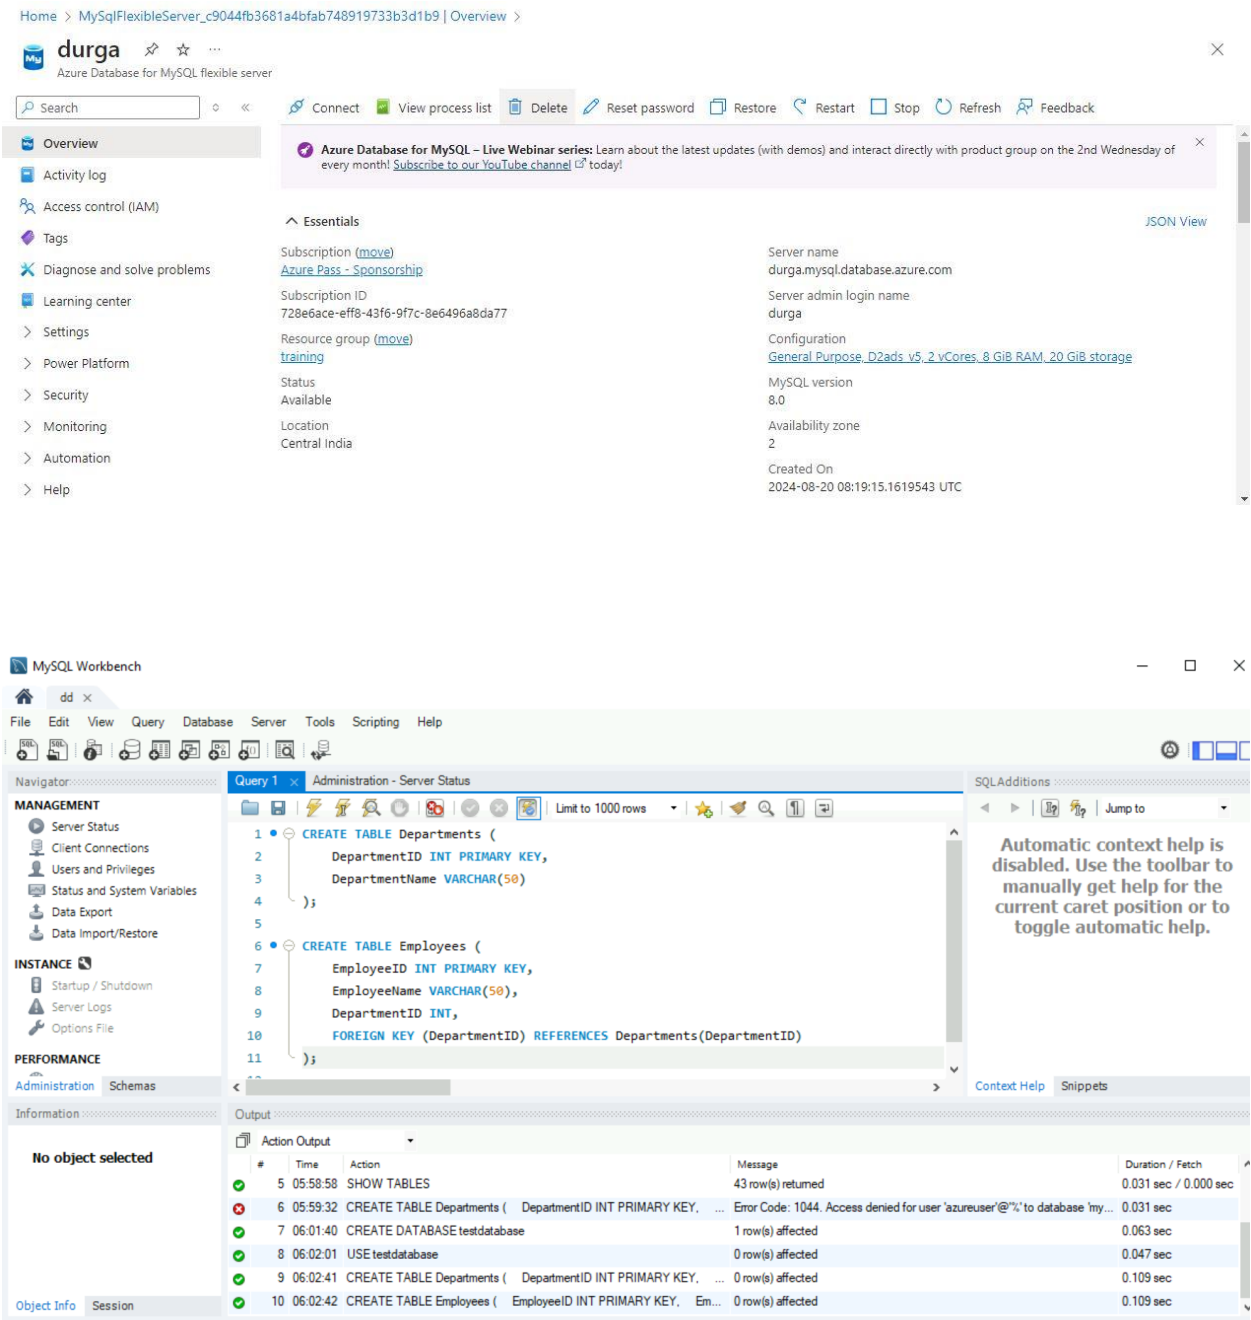 Home > MySqlFlexibleServer_c9044fb3681a4bfab748919733b3d1b9 | Overview >
My
durga
...
Azure Database for MySQL flexible server
Search
Connect View process list Delete Reset password Restore Restart Stop Refresh Feedback
Overview
Activity log
Access control (IAM)
Tags
Diagnose and solve problems
Learning center
Settings
Power Platform
Security
Monitoring
Automation
Help
Azure Database for MySQL – Live Webinar series: Learn about the latest updates (with demos) and interact directly with product group on the 2nd Wednesday of
every month! Subscribe to our YouTube channel today!
Essentials
JSON View
Subscription (move)
Azure Pass - Sponsorship
Subscription ID
728e6ace-eff8-43f6-9f7c-8e6496a8da77
Resource group (move)
training
Status
Available
Location
Central India
Server name
durga.mysql.database.azure.com
Server admin login name
durga
Configuration
General Purpose, D2ads_v5, 2 vCores, 8 GiB RAM, 20 GiB storage
MySQL version
8.0
Availability zone
2
Created On
2024-08-20 08:19:15.1619543 UTC
MySQL Workbench
dd
File Edit View Query Database Server Tools Scripting Help
Navigator
MANAGEMENT
Server Status
Client Connections
Users and Privileges
Status and System Variables
Data Export
Data Import/Restore
INSTANCE
Startup / Shutdown
Server Logs
Options File
PERFORMANCE
Administration Schemas
Query 1 Administration - Server Status
Limit to 1000 rows
1 CREATE TABLE Departments (
2 DepartmentID INT PRIMARY KEY,
3 DepartmentName VARCHAR(50)
4 );
5
6 CREATE TABLE Employees (
7 EmployeeID INT PRIMARY KEY,
8 EmployeeName VARCHAR(50),
9 DepartmentID INT,
10 FOREIGN KEY (DepartmentID) REFERENCES Departments(DepartmentID)
11 );
SQLAdditions
Jump to
Automatic context help is
disabled. Use the toolbar to
manually get help for the
current caret position or to
toggle automatic help.
Context Help Snippets
Information
No object selected
Object Info Session
Output
Action Output
# Time Action Message Duration / Fetch
5 05:58:58 SHOW TABLES 43 row(s) returned 0.031 sec / 0.000 sec
6 05:59:32 CREATE TABLE Departments ( DepartmentID INT PRIMARY KEY, ... Error Code: 1044. Access denied for user 'azureuser'@'%' to database 'my... 0.031 sec
7 06:01:40 CREATE DATABASE testdatabase 1 row(s) affected 0.063 sec
8 06:02:01 USE testdatabase 0 row(s) affected 0.047 sec
9 06:02:41 CREATE TABLE Departments ( DepartmentID INT PRIMARY KEY, ... 0 row(s) affected 0.109 sec
10 06:02:42 CREATE TABLE Employees ( EmployeeID INT PRIMARY KEY, Em... 0 row(s) affected 0.109 sec